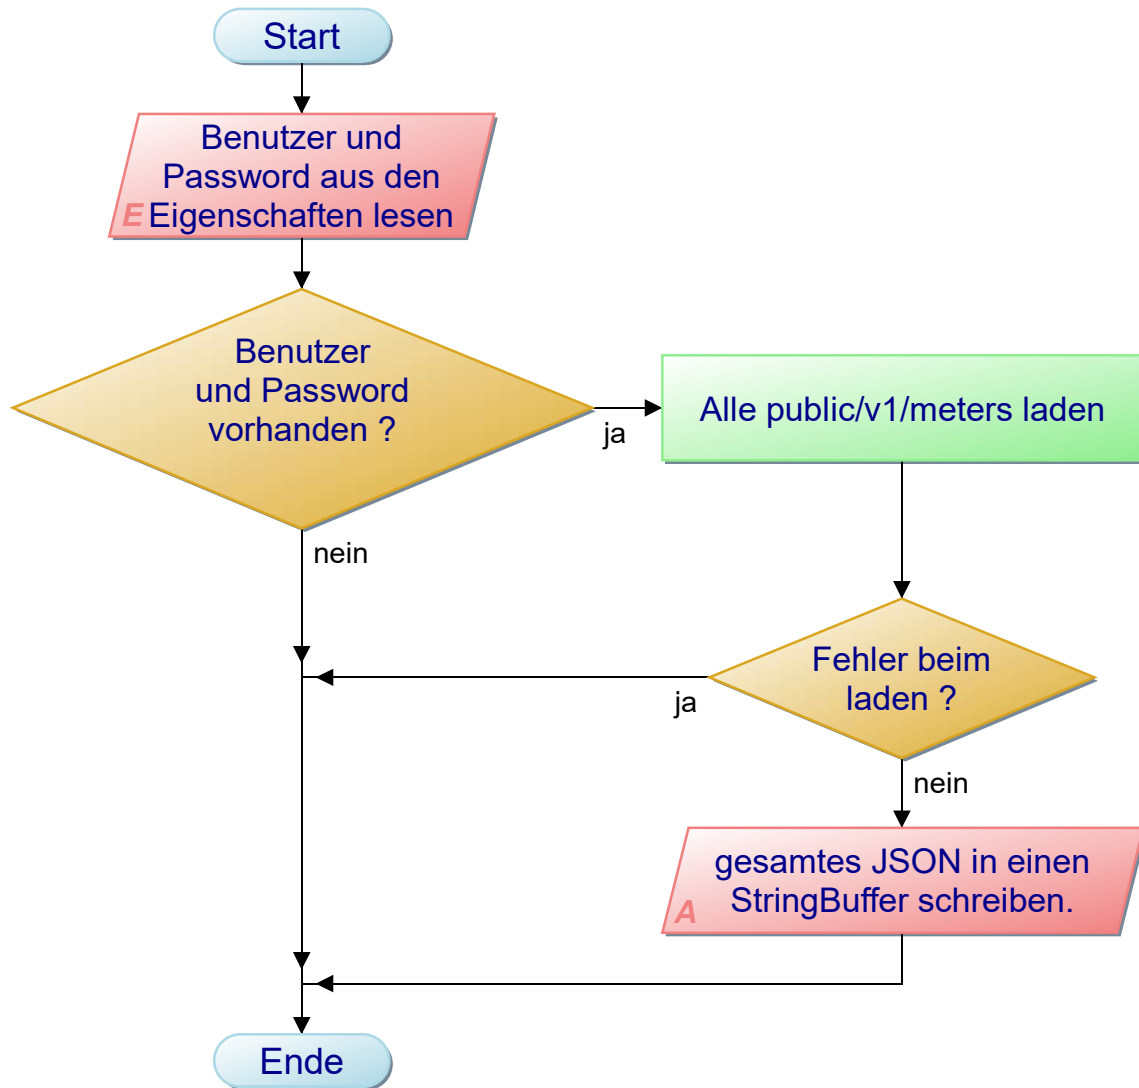 Start
Benutzer und
Password aus den
E Eigenschaften lesen
Benutzer
und Password
vorhanden ?
ja
Alle public/v1/meters laden
nein
Fehler beim
laden ?
ja
nein
gesamtes JSON in einen
StringBuffer schreiben.
A
Ende